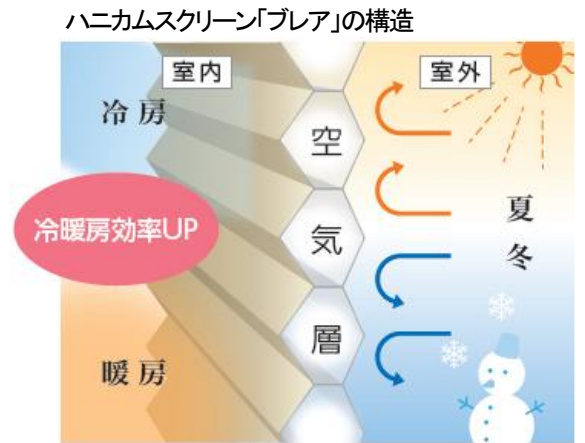 ハニカムスクリーン「ブレア」の構造
室内
室外
冷房
空
気
層
冷暖房効率UP
夏
冬
暖房